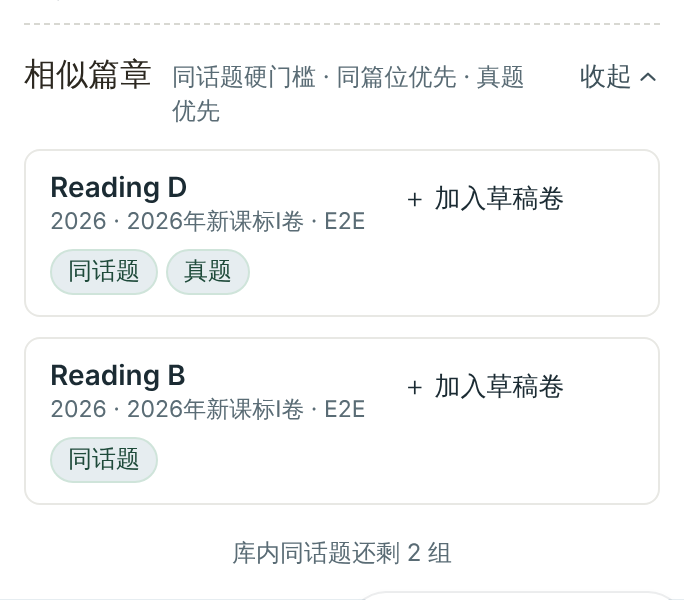 相似篇章
同话题硬门槛 · 同篇位优先 · 真题
优先
收起
Reading D
+ 加入草稿卷
2026 · 2026年新课标I卷 · E2E
同话题
真题
Reading B
+ 加入草稿卷
2026 · 2026年新课标I卷 · E2E
同话题
库内同话题还剩 2 组